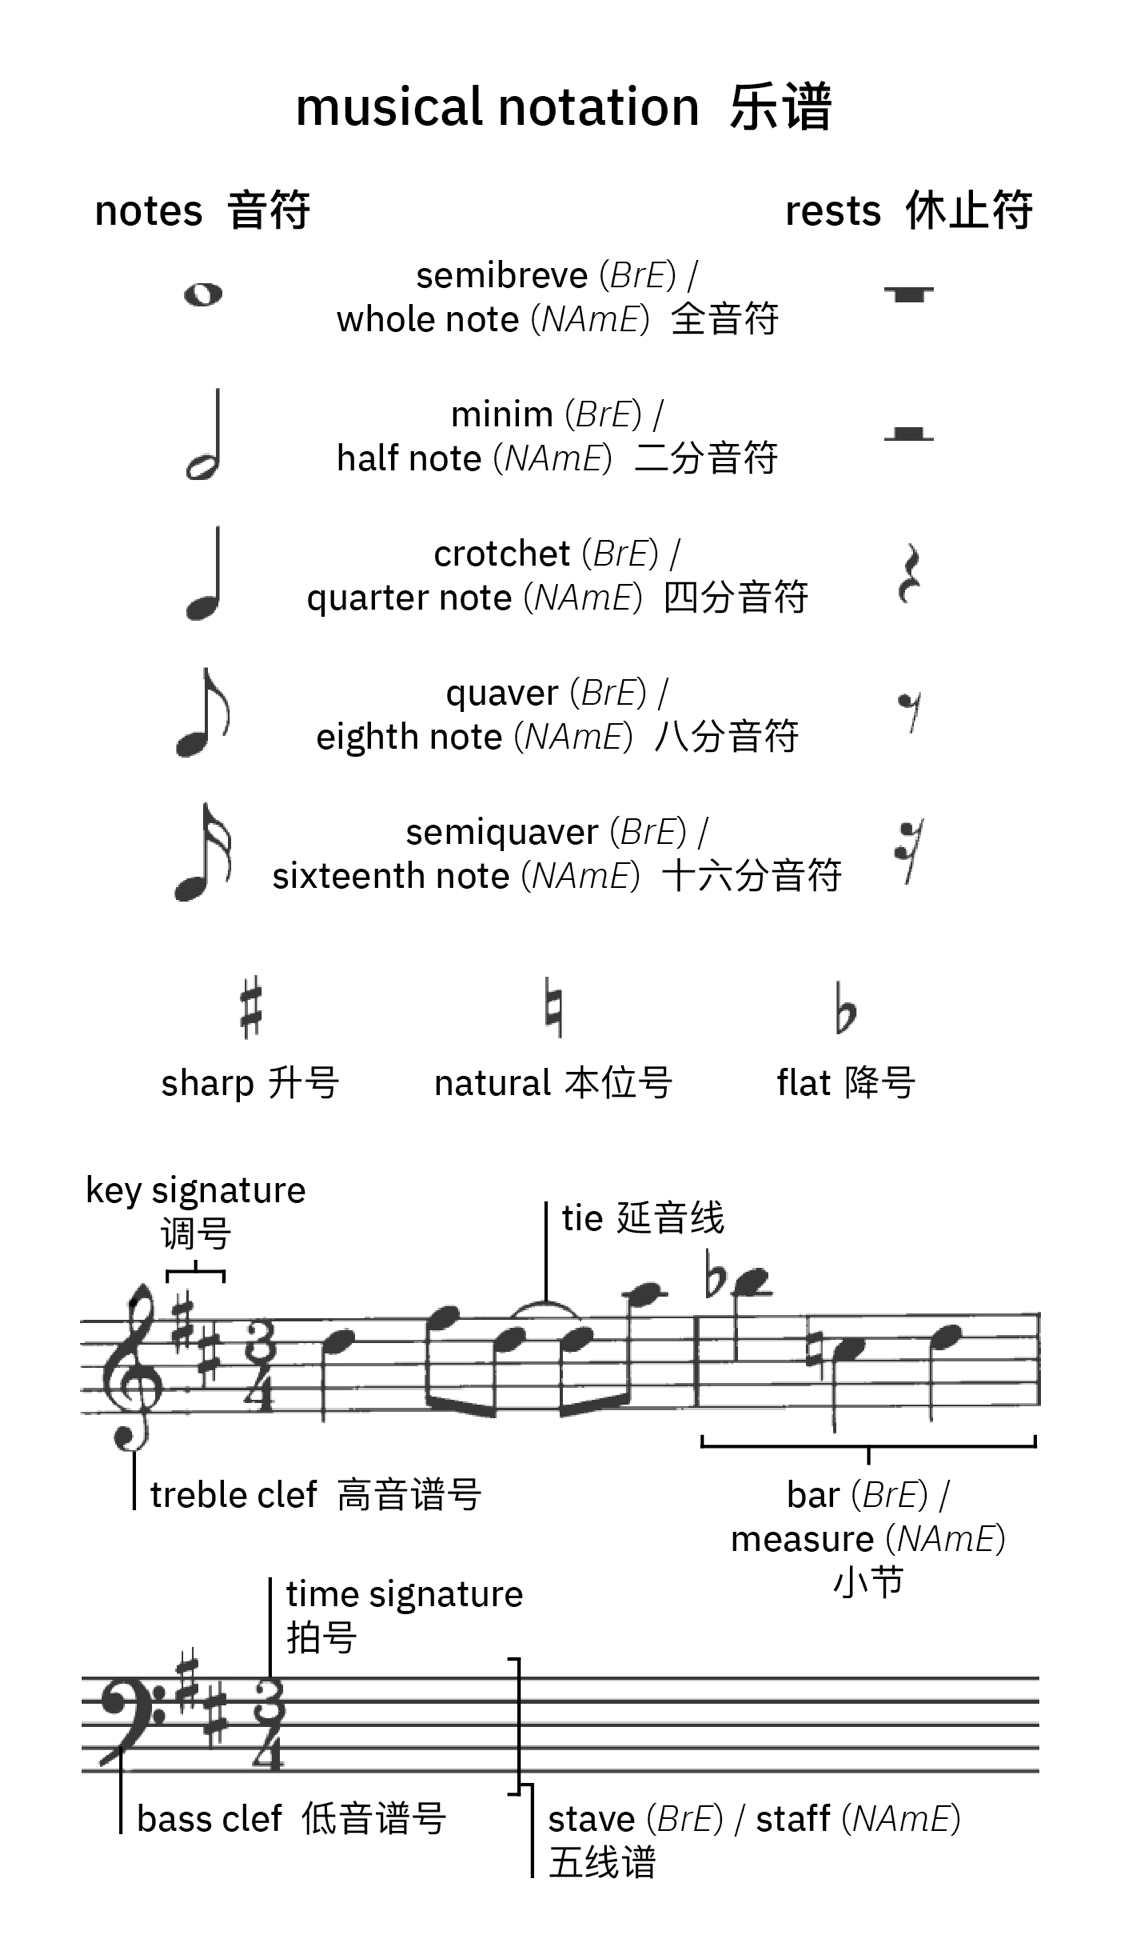 musical notation 乐谱
notes 音符
rests 休止符
semibreve (BrE) /
whole note (NAmE) 全音符
minim (BrE) /
half note (NAmE) 二分音符
crotchet (BrE) /
quarter note (NAmE) 四分音符
quaver (BrE) /
eighth note (NAmE) 八分音符
semiquaver (BrE) /
sixteenth note (NAmE) 十六分音符
sharp 升号
natural 本位号
flat 降号
key signature
调号
tie 延音线
3
4
treble clef 高音谱号
bar (BrE) /
measure (NAmE)
小节
time signature
拍号
3
4
bass clef 低音谱号
stave (BrE) / staff (NAmE)
五线谱